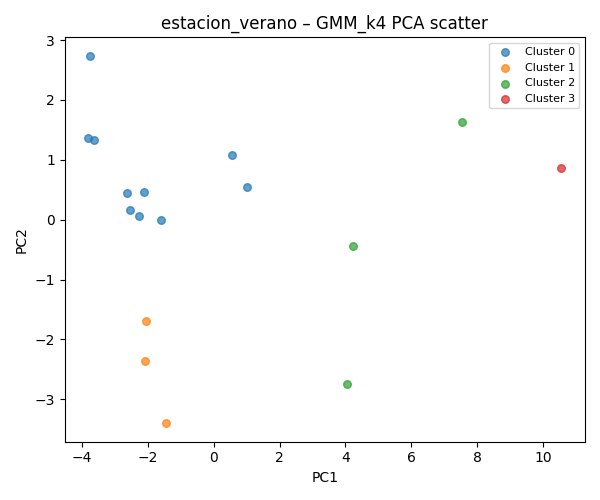 estacion_verano – GMM_k4 PCA scatter
Cluster 0
Cluster 1
Cluster 2
Cluster 3
PC2
3
2
1
0
−1
−2
−3
−4 −2 0 2 4 6 8 10
PC1